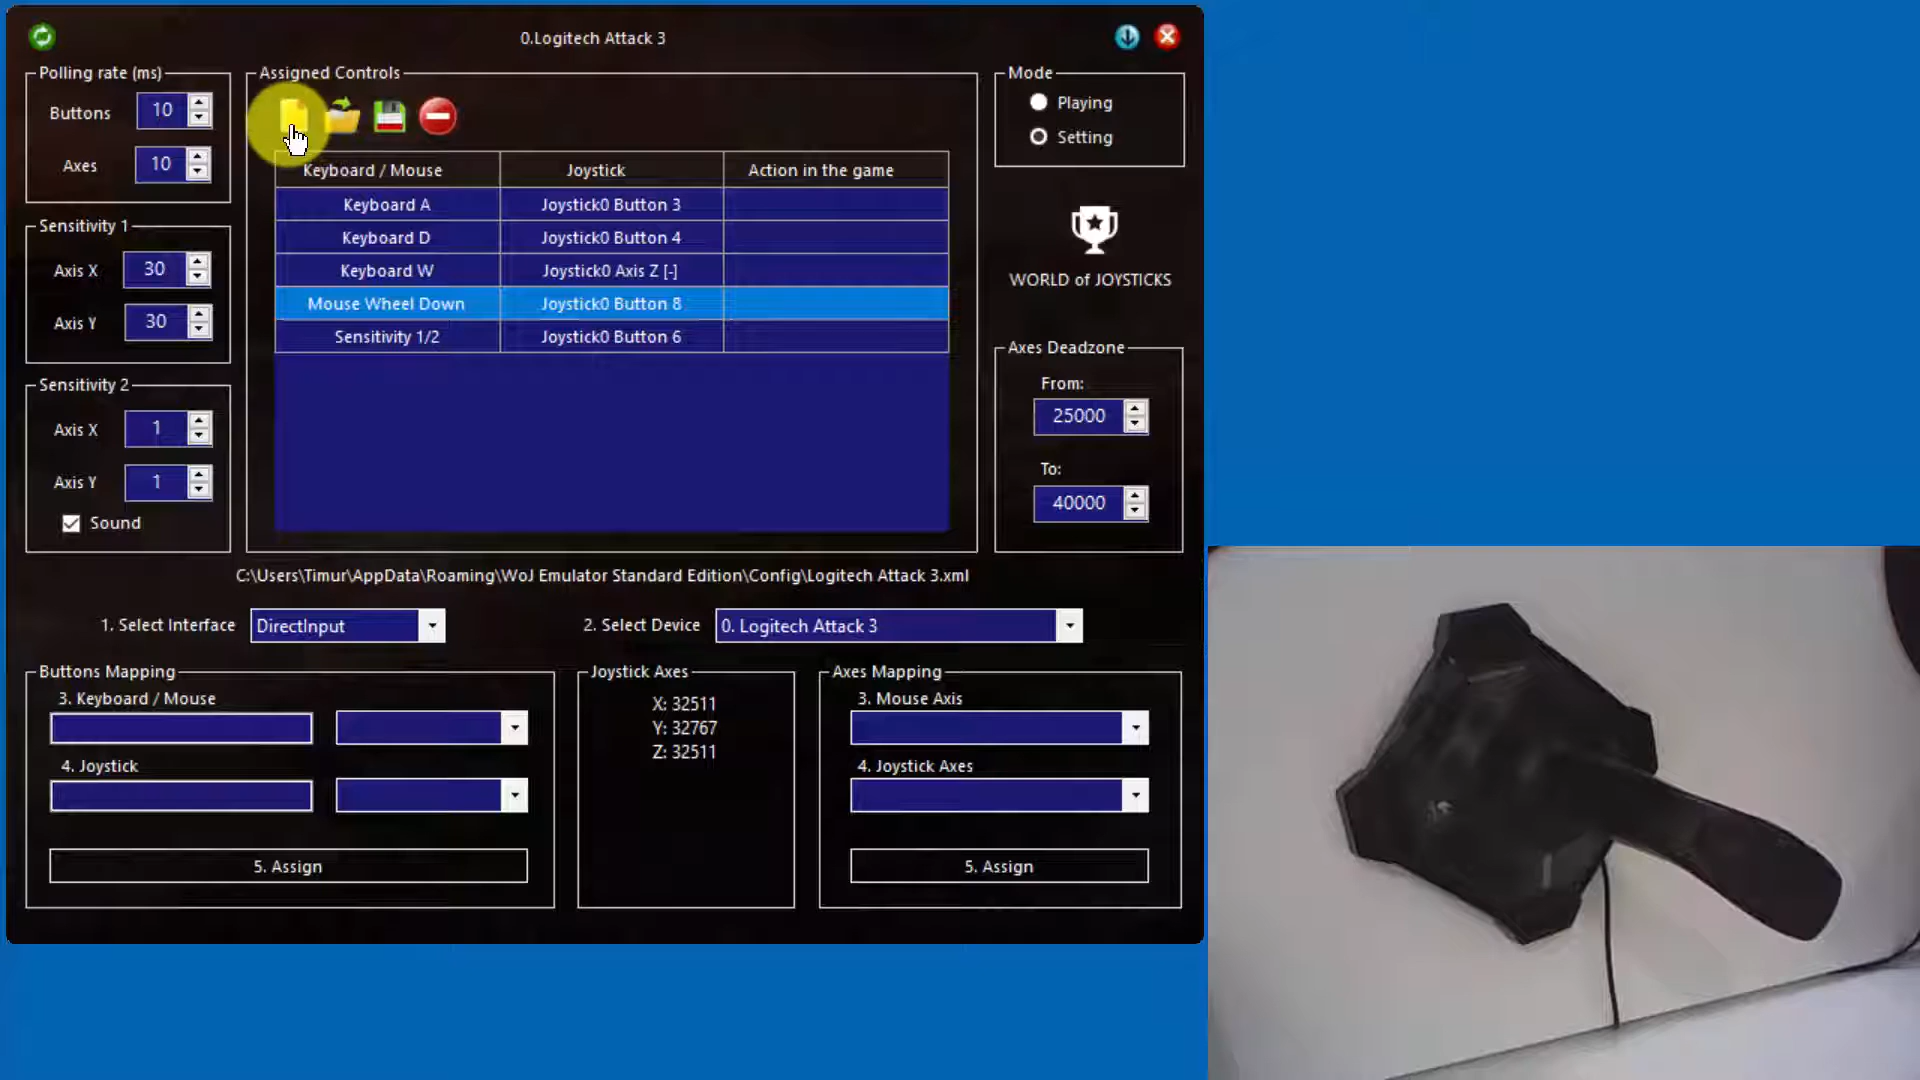 0.Logitech Attack 3
Polling rate (ms)
Buttons 10
Axes 10
Sensitivity 1
Axis X 30
Axis Y 30
Sensitivity 2
Axis X 1
Axis Y 1
Sound
Assigned Controls
Keyboard / Mouse Joystick Action in the game
Keyboard A Joystick0 Button 3
Keyboard D Joystick0 Button 4
Keyboard W Joystick0 Axis Z [-]
Mouse Wheel Down Joystick0 Button 8
Sensitivity 1/2 Joystick0 Button 6
Mode
Playing
Setting
WORLD of JOYSTICKS
Axes Deadzone
From:
25000
To:
40000
C:\Users\Timur\AppData\Roaming\WoJ Emulator Standard Edition\Config\Logitech Attack 3.xml
1. Select Interface DirectInput
2. Select Device 0. Logitech Attack 3
Buttons Mapping
3. Keyboard / Mouse
4. Joystick
5. Assign
Joystick Axes
X: 32511
Y: 32767
Z: 32511
Axes Mapping
3. Mouse Axis
4. Joystick Axes
5. Assign